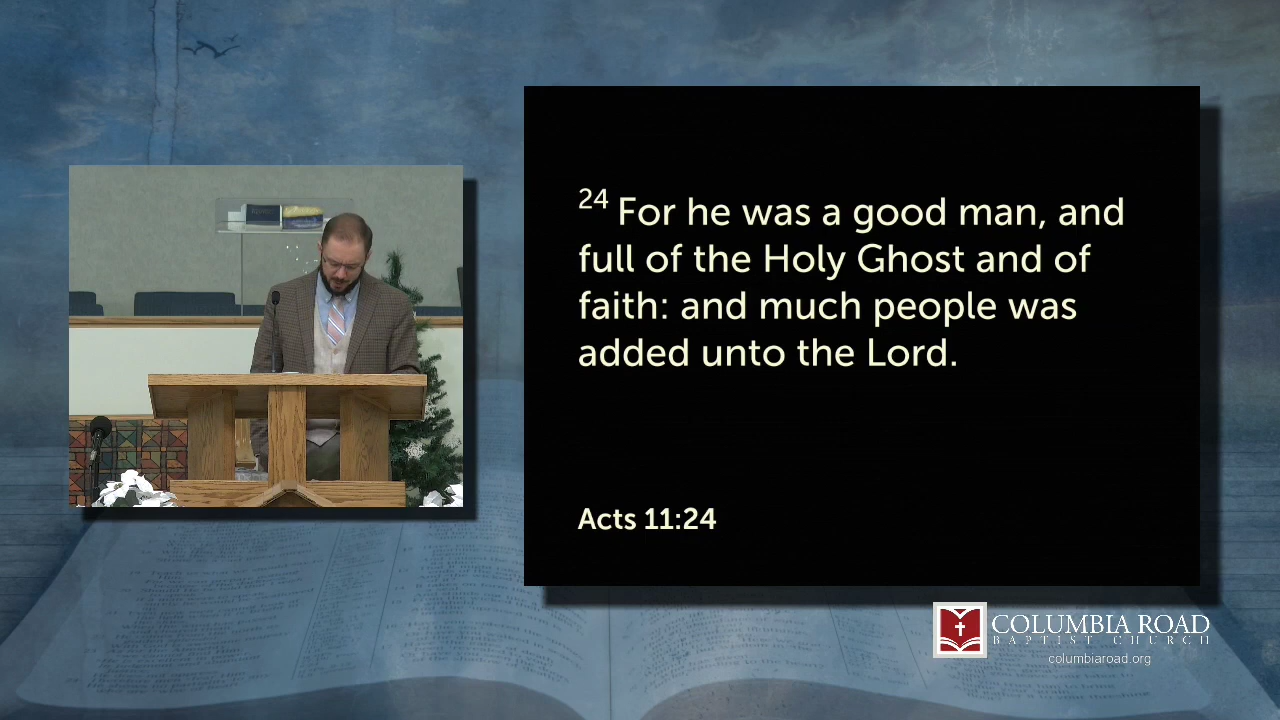 24 For he was a good man, and
full of the Holy Ghost and of
faith: and much people was
added unto the Lord.
Acts 11:24
COLUMBIA ROAD
BAPTIST CHURCH
columbiaroad.org